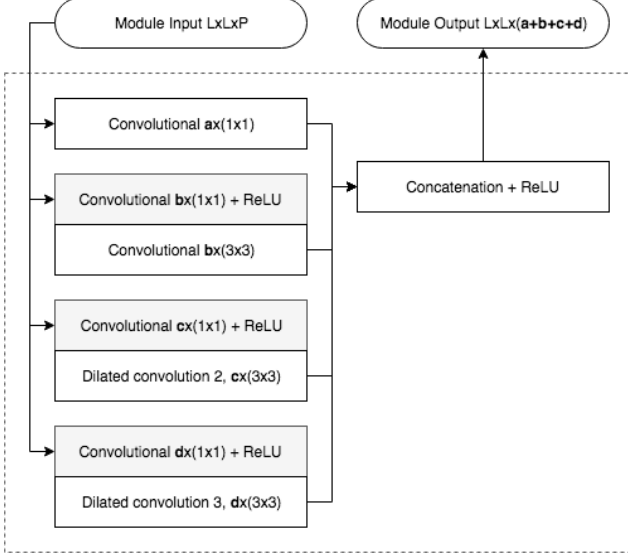 Module Input LxLxP
Module Output LxLx(a+b+c+d)
Convolutional ax(1x1)
Convolutional bx(1x1) + ReLU
Convolutional bx(3x3)
Concatenation + ReLU
Convolutional cx(1x1) + ReLU
Dilated convolution 2, cx(3x3)
Convolutional dx(1x1) + ReLU
Dilated convolution 3, dx(3x3)